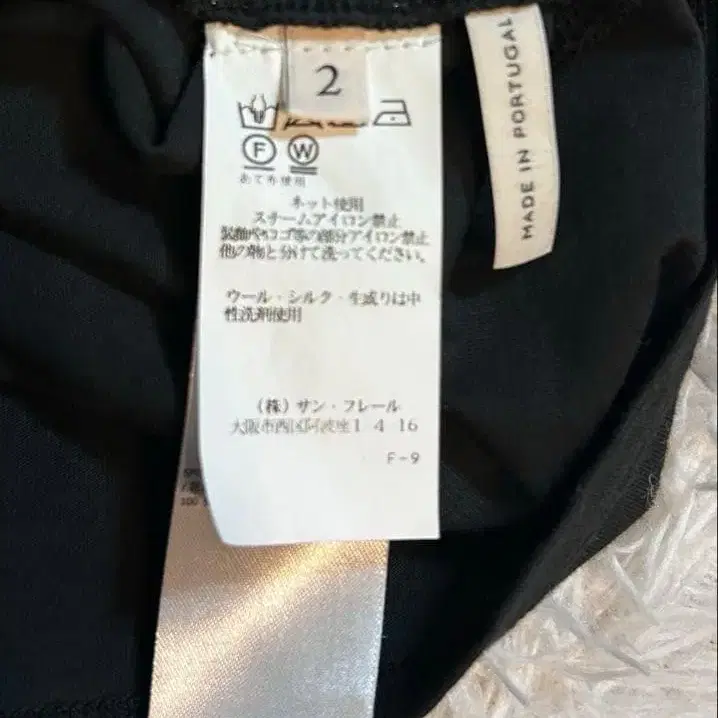 2
MADE IN PORTUGAL
F W
あて布使用
ネット使用
スチームアイロン禁止
装飾やロゴ等の部分アイロン禁止
他の物と分けて洗ってください。
ウール・シルク・生成りは中
性洗剤使用
(株) サン・フレール
大阪市西区阿波座1 4 16
F-9
100